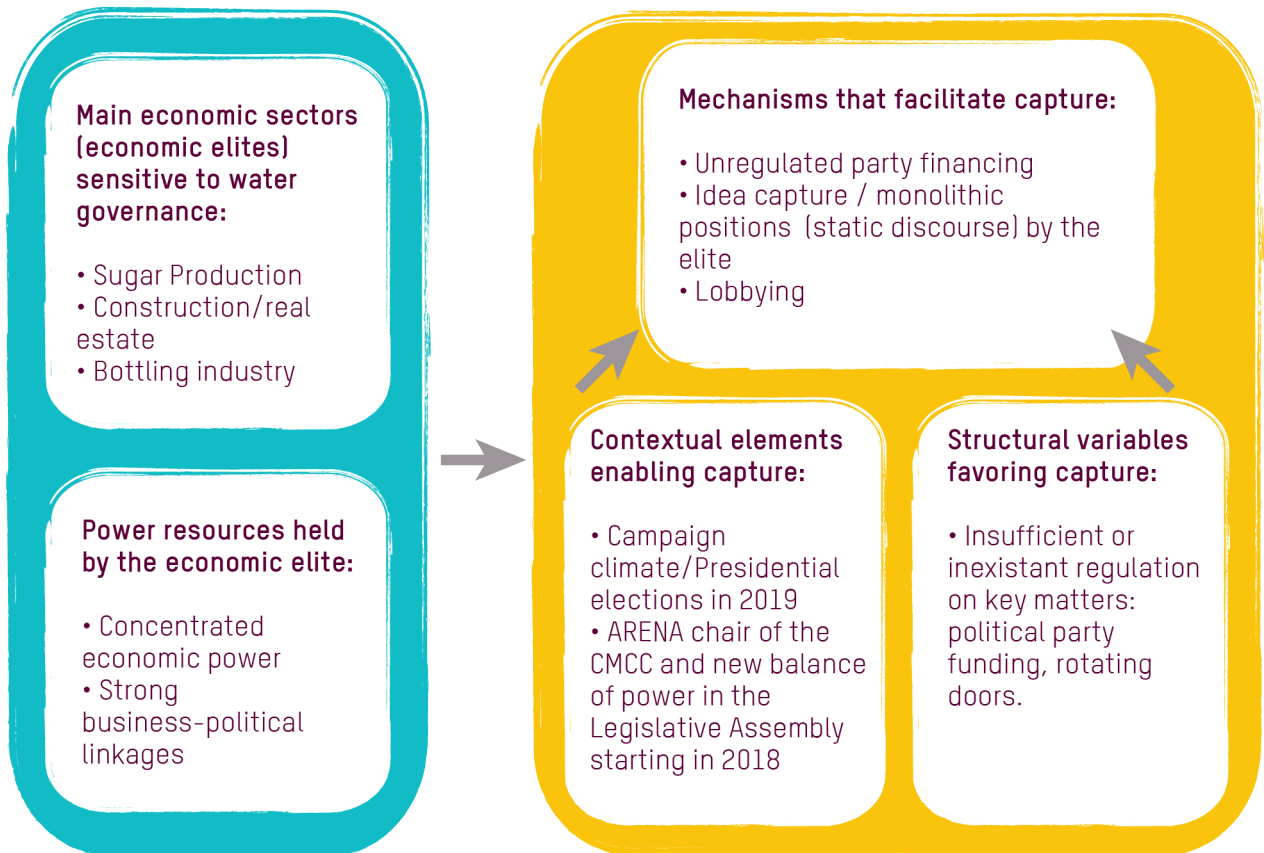 Main economic sectors
(economic elites)
sensitive to water
governance:
• Sugar Production
• Construction/real
estate
• Bottling industry
Power resources held
by the economic elite:
• Concentrated
economic power
• Strong
business-political
linkages
Mechanisms that facilitate capture:
• Unregulated party financing
• Idea capture / monolithic
positions (static discourse) by the
elite
• Lobbying
Contextual elements
enabling capture:
• Campaign
climate/Presidential
elections in 2019
• ARENA chair of the
CMCC and new balance
of power in the
Legislative Assembly
starting in 2018
Structural variables
favoring capture:
• Insufficient or
inexistant regulation
on key matters:
political party
funding, rotating
doors.